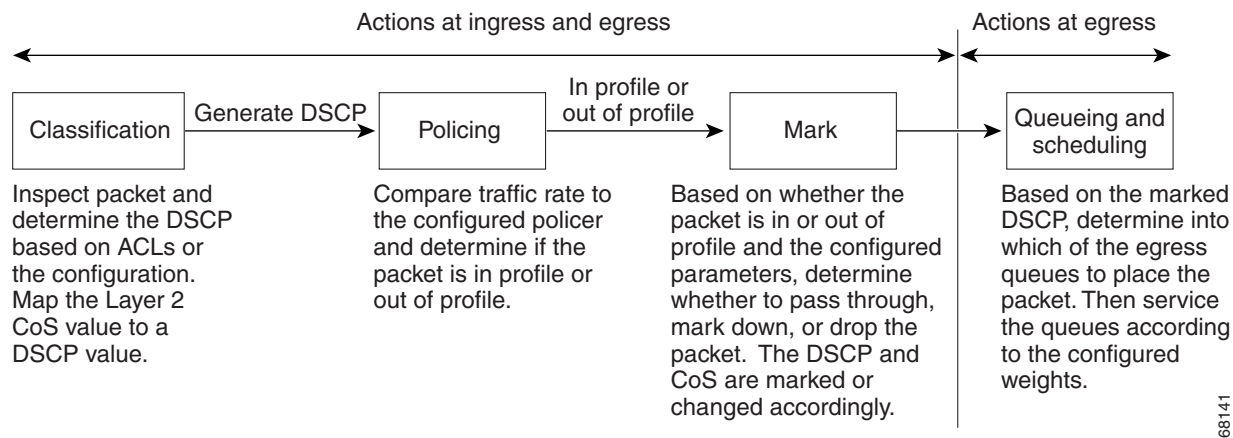 Actions at ingress and egress
Actions at egress
Classification
Generate DSCP
Policing
In profile or
out of profile
Mark
Queueing and
scheduling
Inspect packet and
determine the DSCP
based on ACLs or
the configuration.
Map the Layer 2
CoS value to a
DSCP value.
Compare traffic rate to
the configured policer
and determine if the
packet is in profile or
out of profile.
Based on whether the
packet is in or out of
profile and the configured
parameters, determine
whether to pass through,
mark down, or drop the
packet. The DSCP and
CoS are marked or
changed accordingly.
Based on the marked
DSCP, determine into
which of the egress
queues to place the
packet. Then service
the queues according
to the configured
weights.
68141